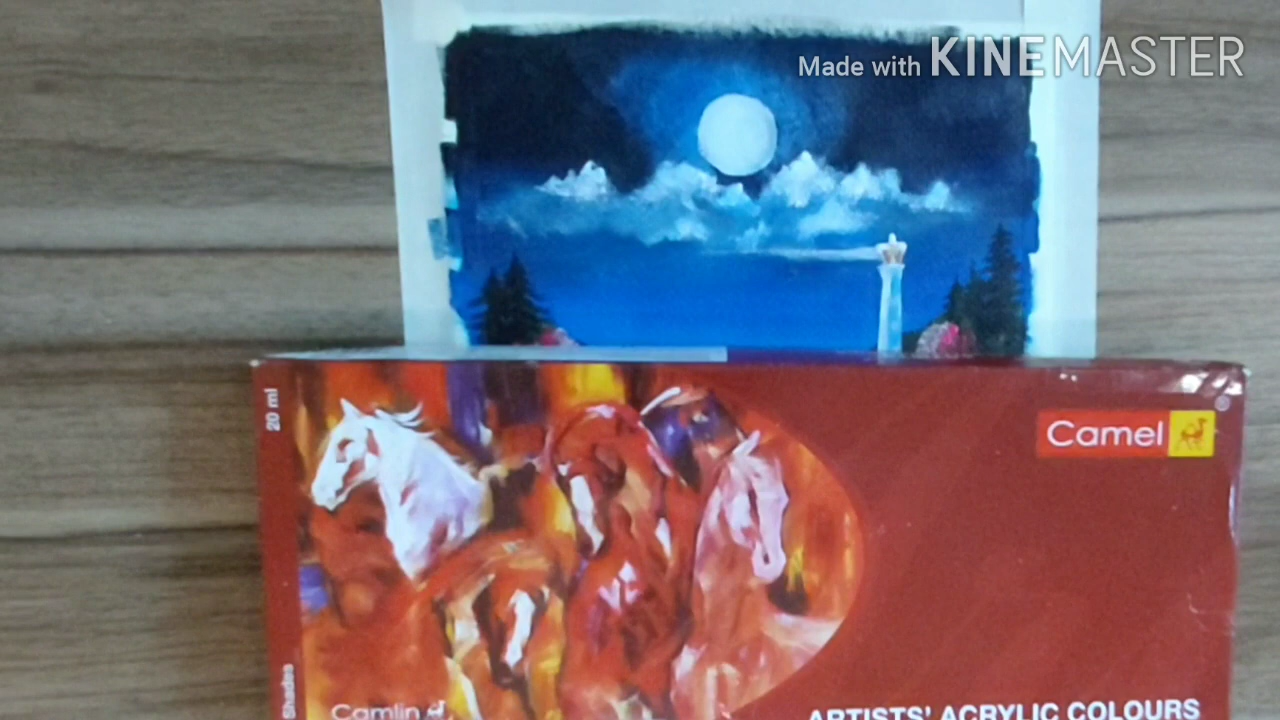 Made with KINEMASTER
20 ml
Camel
®
Shades
Camlin
ARTISTS' ACRYLIC COLOURS